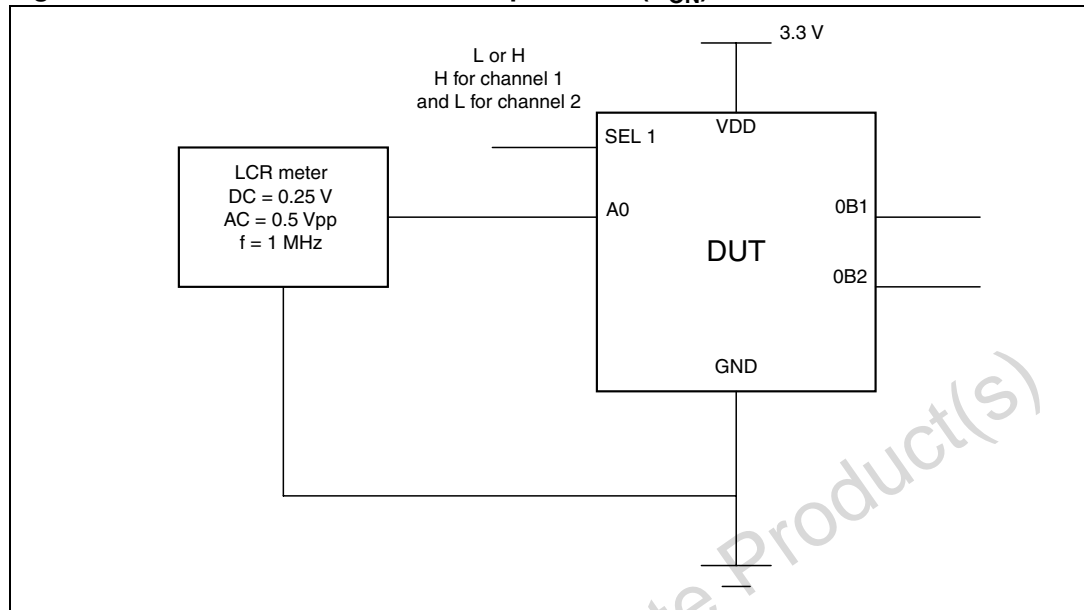 3.3 V
L or H
H for channel 1
and L for channel 2
SEL 1
VDD
LCR meter
DC = 0.25 V
AC = 0.5 Vpp
f = 1 MHz
A0
0B1
DUT
0B2
GND
Product(s)